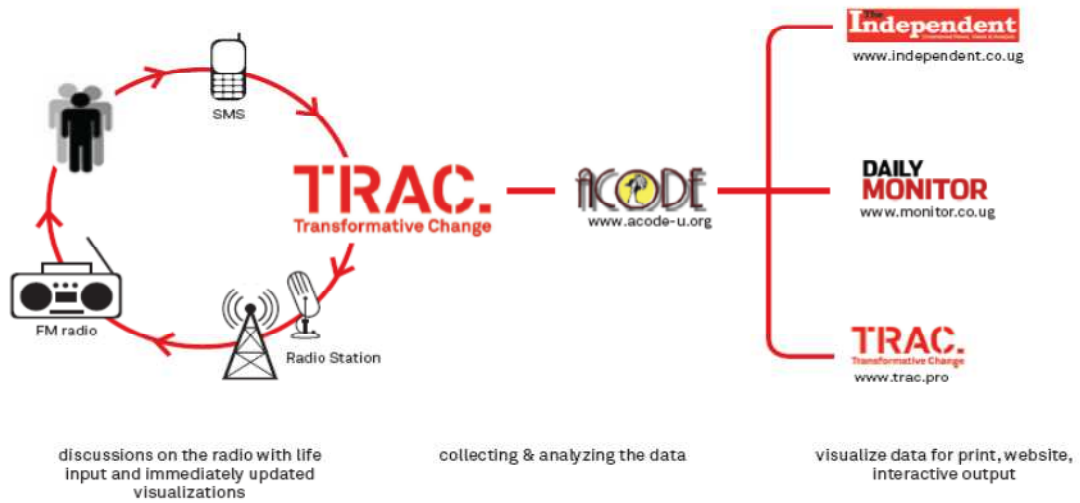 SMS
TRAC.
Transformative Change
FM radio
Radio Station
discussions on the radio with life
input and immediately updated
visualizations
ACODE
www.acode-u.org
collecting & analyzing the data
The
Independent
www.independent.co.ug
DAILY
MONITOR
www.monitor.co.ug
TRAC.
Transformative Change
www.trac.pro
visualize data for print, website,
interactive output